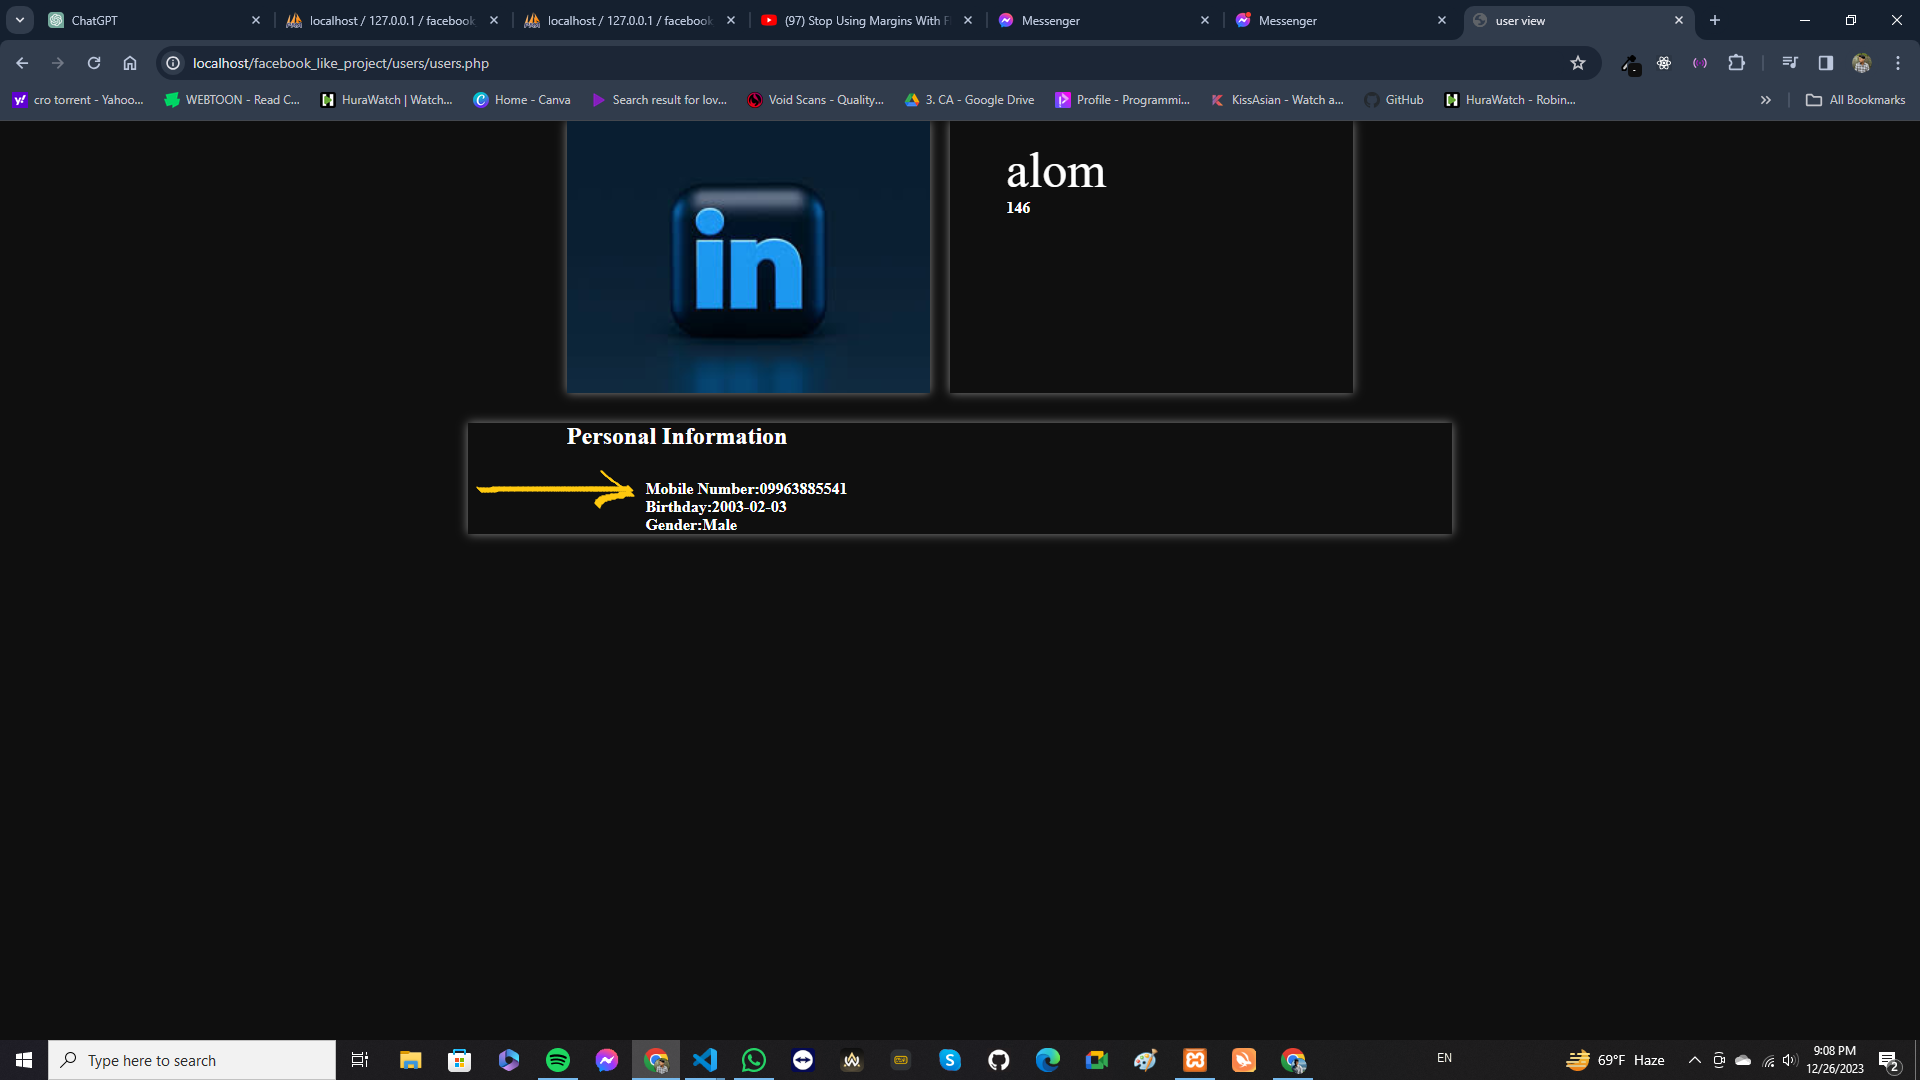 ChatGPT
localhost / 127.0.0.1 / facebook
localhost / 127.0.0.1 / facebook
(97) Stop Using Margins With F
Messenger
Messenger
user view
localhost/facebook_like_project/users/users.php
cro torrent - Yahoo...
WEBTOON - Read C...
HuraWatch | Watch...
Home - Canva
Search result for lov...
Void Scans - Quality...
3. CA - Google Drive
Profile - Programmi...
KissAsian - Watch a...
GitHub
HuraWatch - Robin...
All Bookmarks
in
alom
146
Personal Information
Mobile Number:09963885541
Birthday:2003-02-03
Gender:Male
Type here to search
EN
69°F Haze
9:08 PM
12/26/2023
2